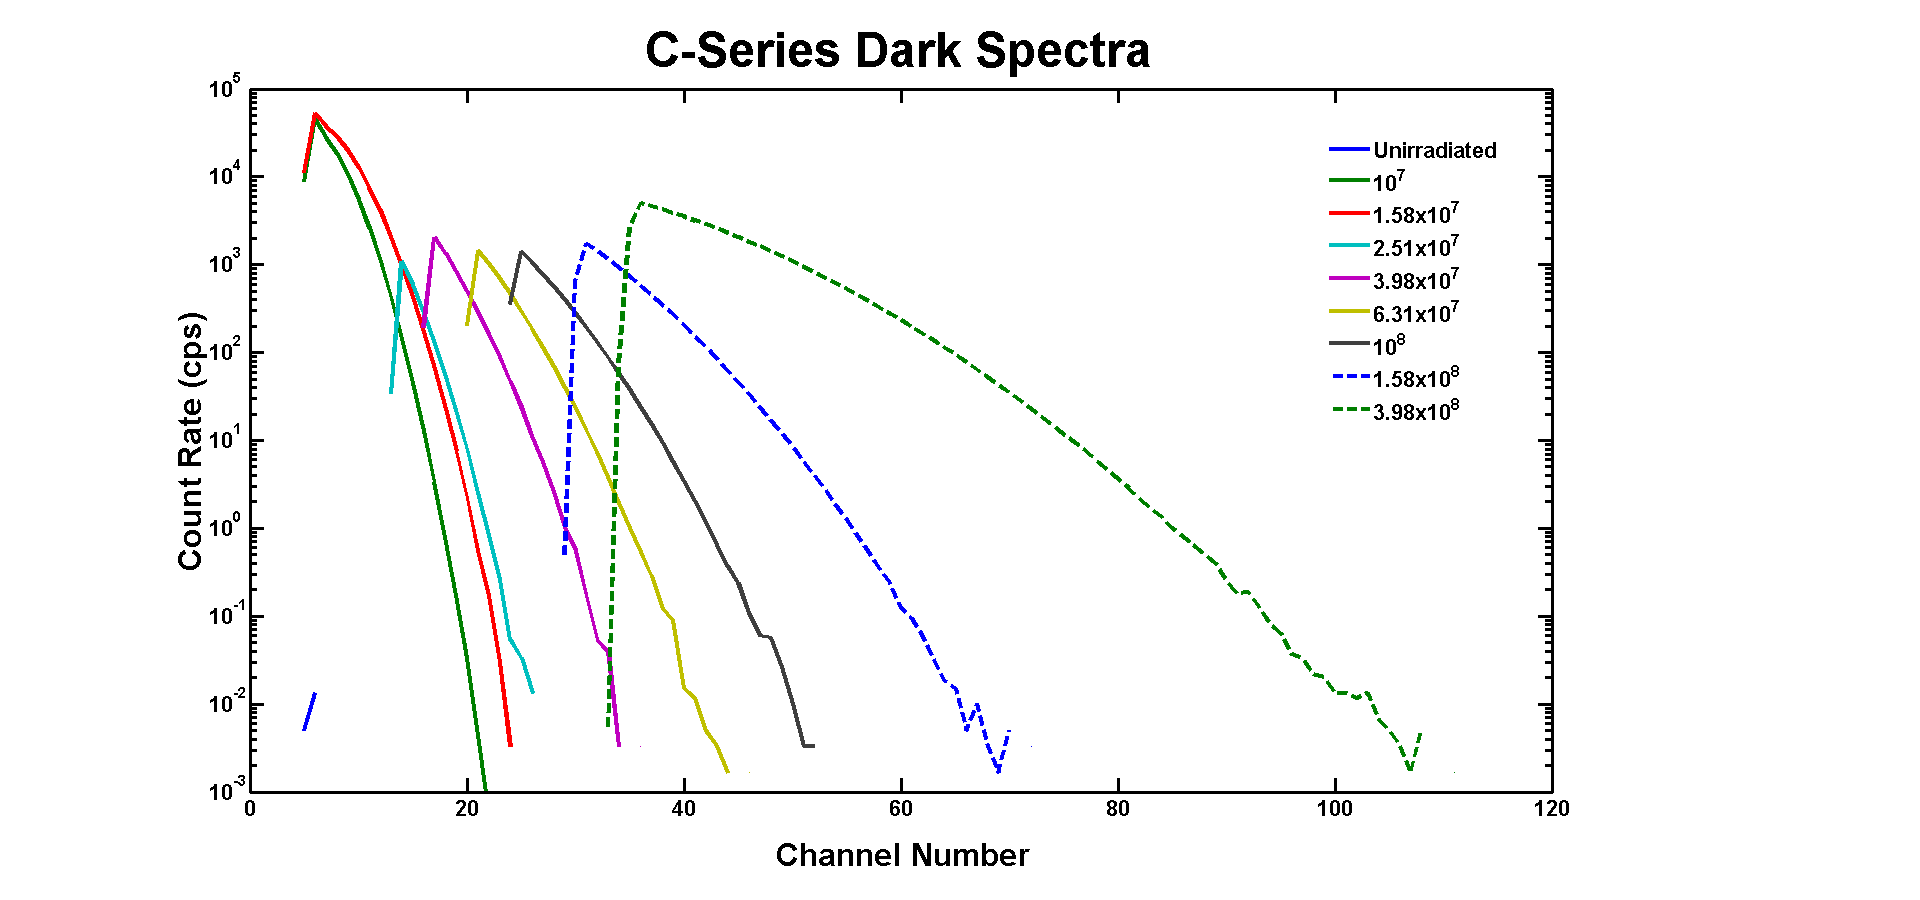 C-Series Dark Spectra
10^5
10^4
10^3
10^2
10^1
10^0
10^-1
10^-2
10^-3
Count Rate (cps)
Unirradiated
10^7
1.58x10^7
2.51x10^7
3.98x10^7
6.31x10^7
10^8
1.58x10^8
3.98x10^8
0 20 40 60 80 100 120
Channel Number